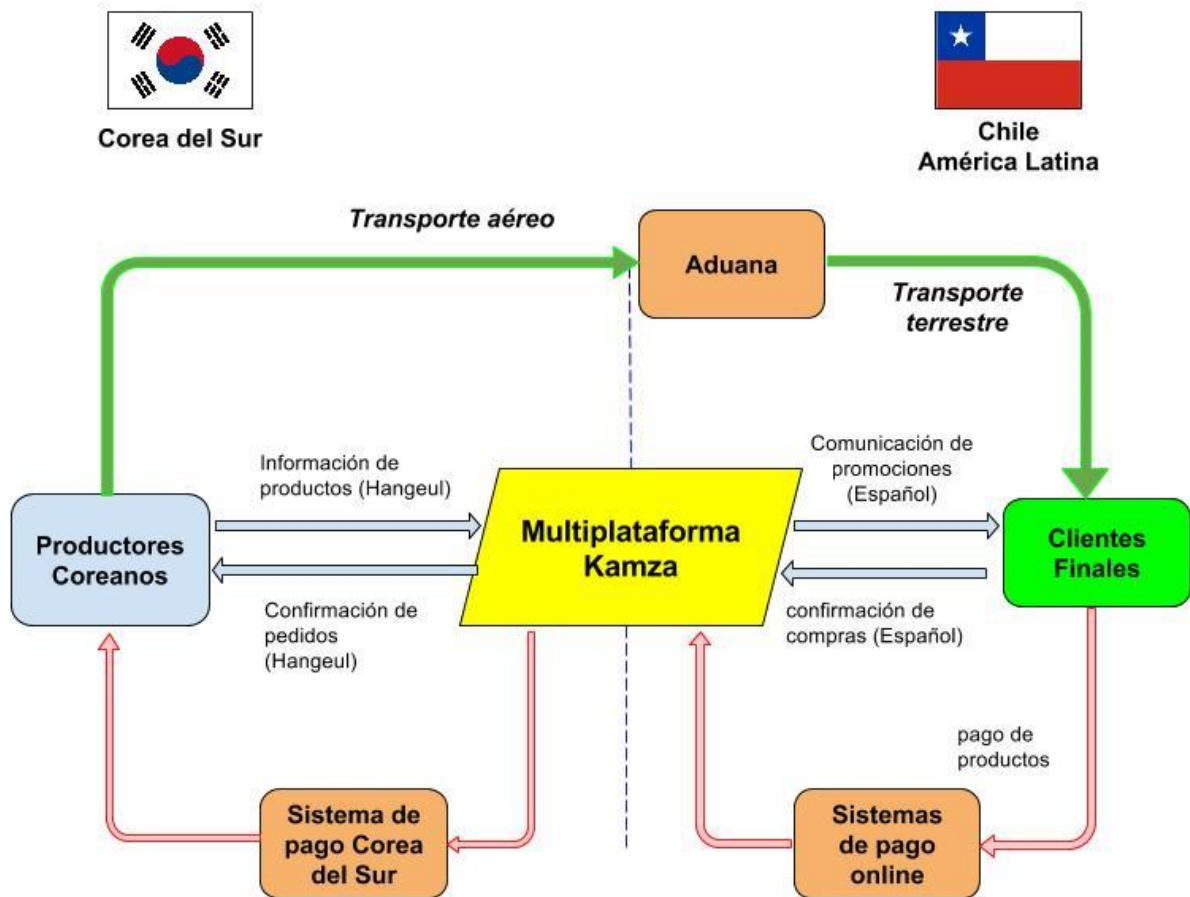 Corea del Sur
Chile
América Latina
Transporte aéreo
Aduana
Transporte
terrestre
Información de
productos (Hangeul)
Comunicación de
promociones
(Español)
Productores
Coreanos
Multiplataforma
Kamza
Clientes
Finales
Confirmación de
pedidos
(Hangeul)
confirmación de
compras (Español)
pago de
productos
Sistema de
pago Corea
del Sur
Sistemas
de pago
online